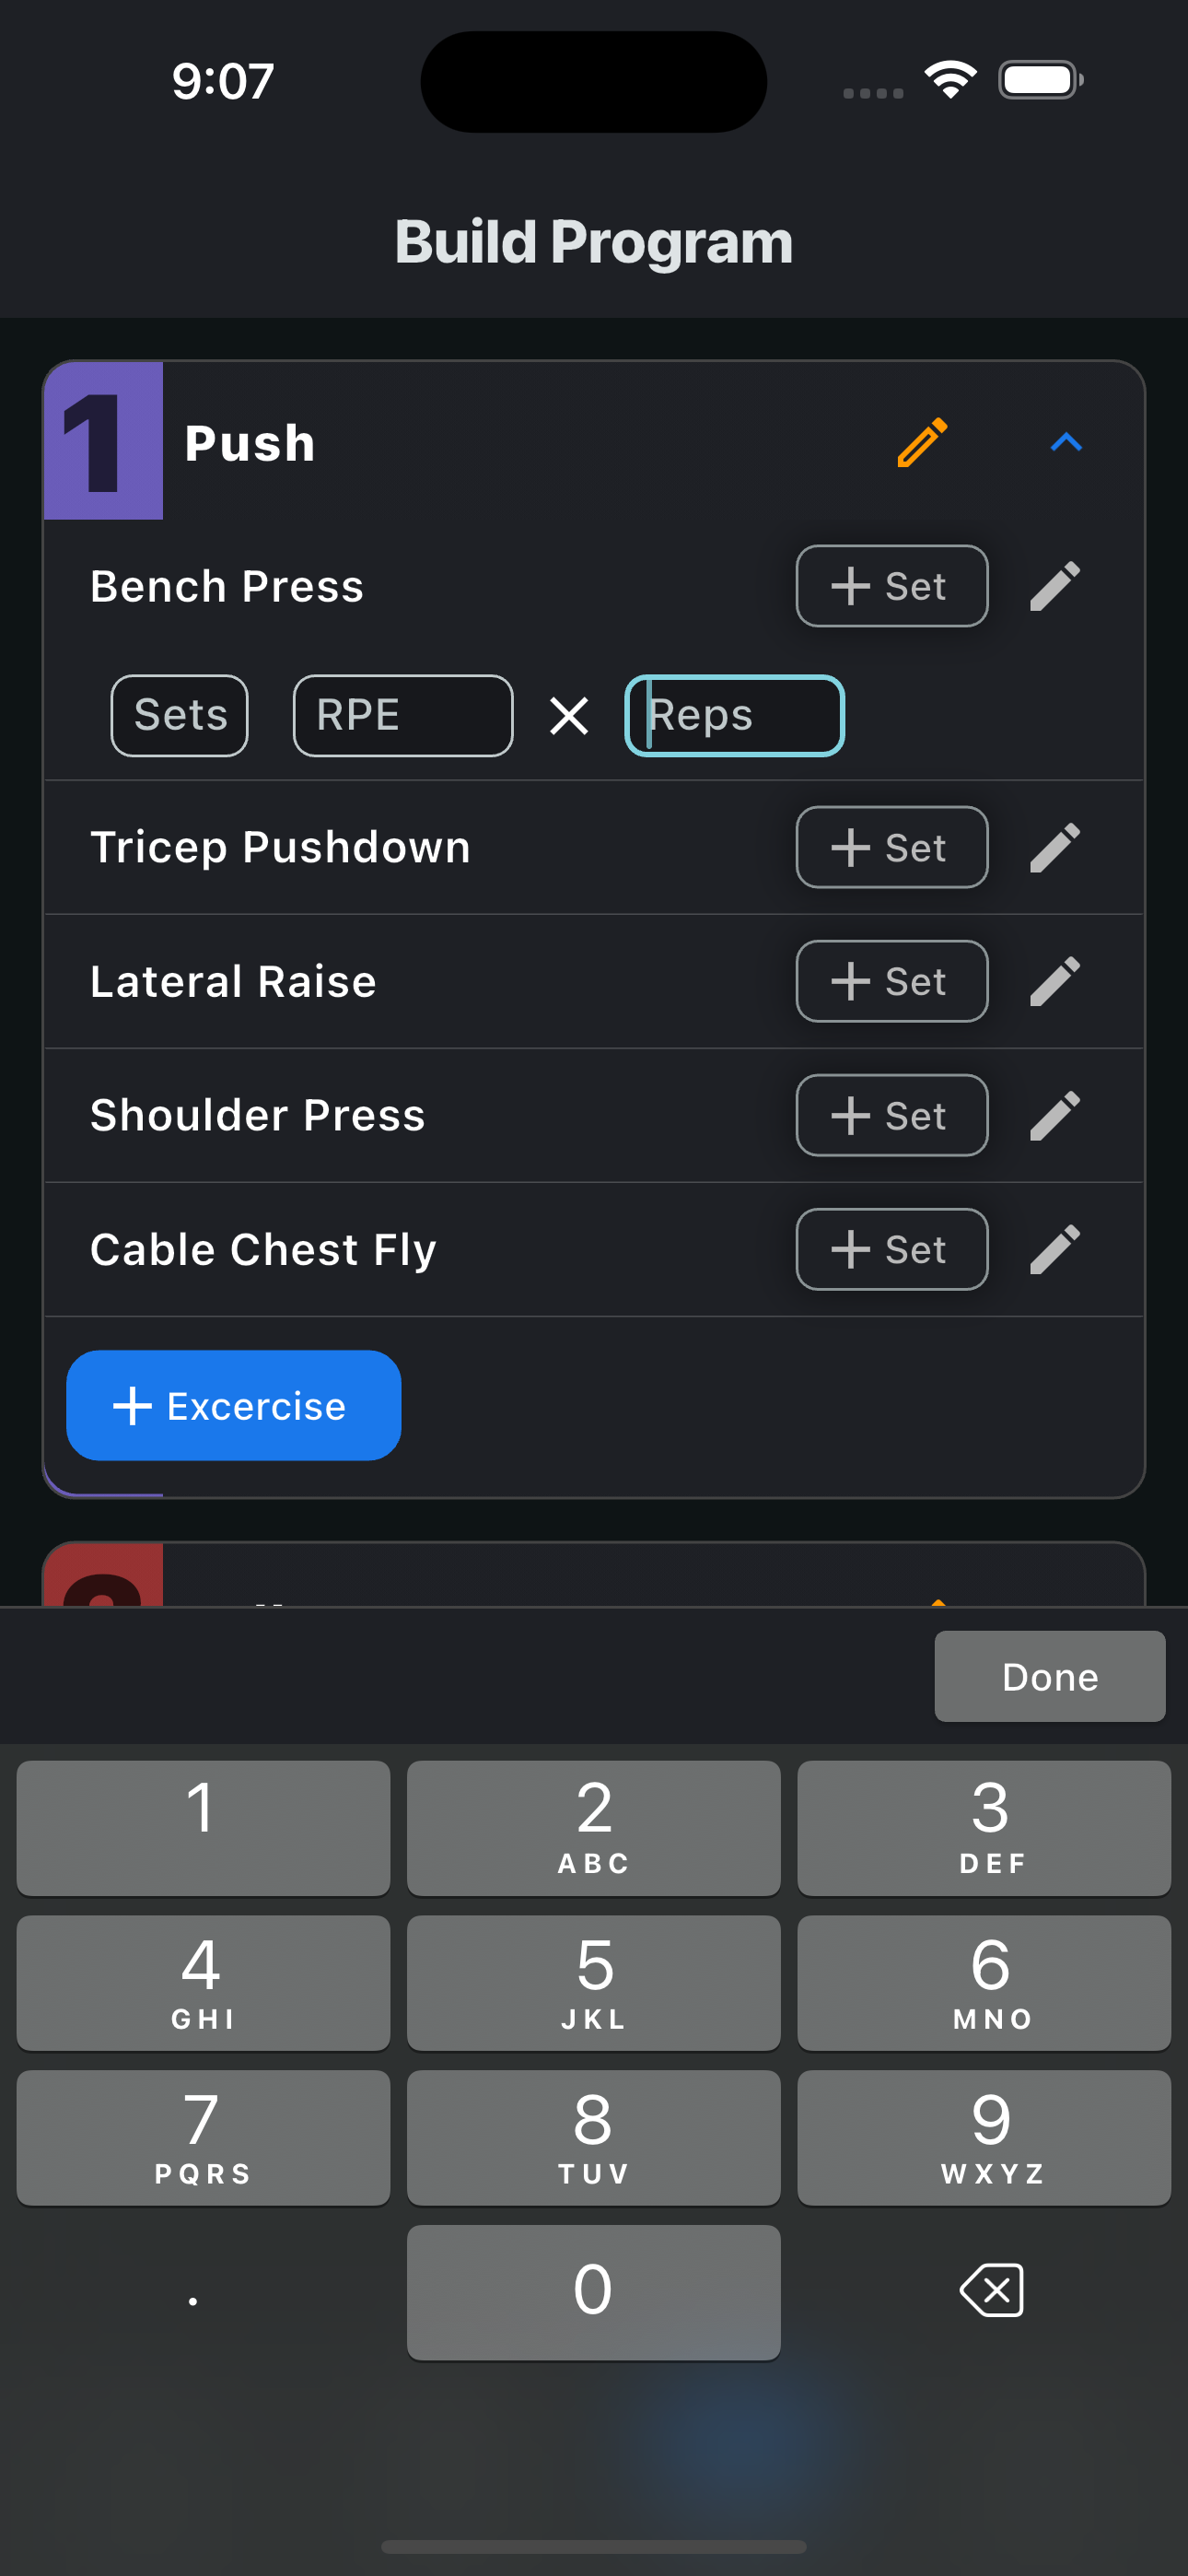 9:07
Build Program
1 Push
Bench Press + Set
Sets RPE × Reps
Tricep Pushdown + Set
Lateral Raise + Set
Shoulder Press + Set
Cable Chest Fly + Set
+ Excercise
Done
1 2 3
ABC DEF
4 5 6
GHI JKL MNO
7 8 9
PQRS TUV WXYZ
. 0